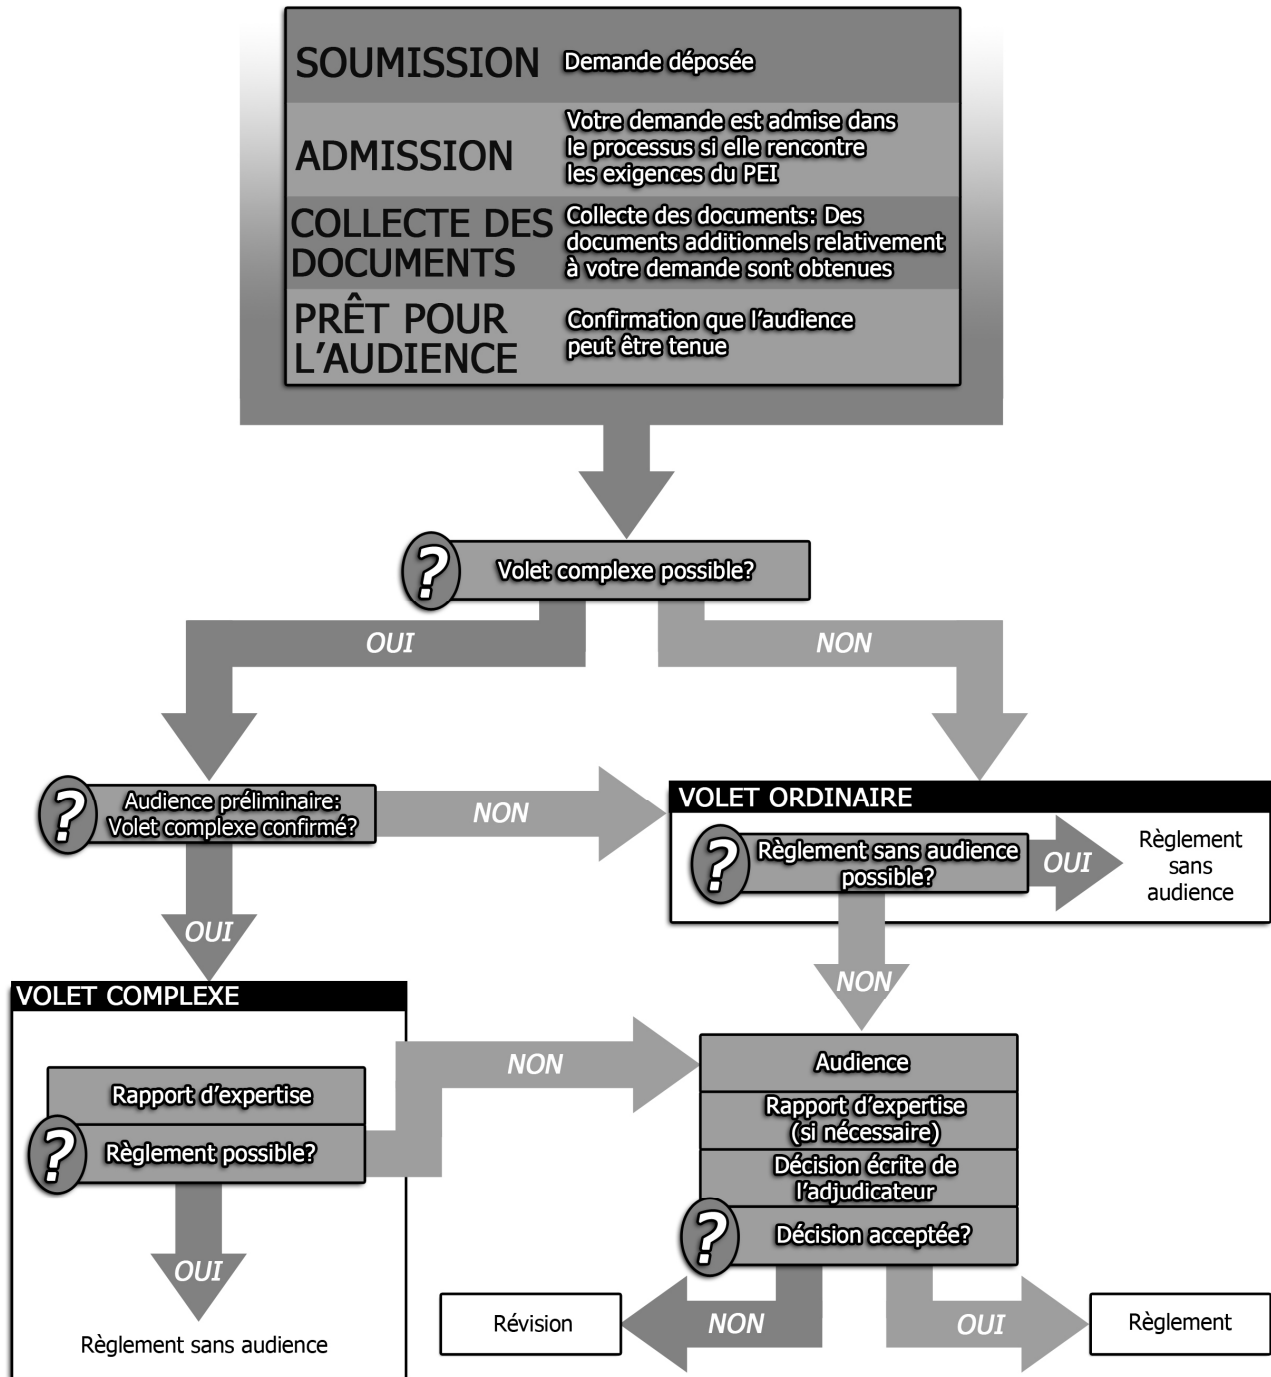 SOUMISSION
Demande déposée
ADMISSION
Votre demande est admise dans
le processus si elle rencontre
les exigences du PEI
COLLECTE DES
DOCUMENTS
Collecte des documents: Des
documents additionnels relativement
à votre demande sont obtenues
PRÊT POUR
L'AUDIENCE
Confirmation que l'audience
peut être tenue
?
Volet complexe possible?
OUI
NON
?
Audience préliminaire:
Volet complexe confirmé?
NON
OUI
VOLET ORDINAIRE
?
Règlement sans audience
possible?
OUI
Règlement
sans
audience
NON
VOLET COMPLEXE
Rapport d'expertise
?
Règlement possible?
NON
OUI
Règlement sans audience
Audience
Rapport d'expertise
(si nécessaire)
Décision écrite de
l'adjudicateur
?
Décision acceptée?
NON
Révision
OUI
Règlement